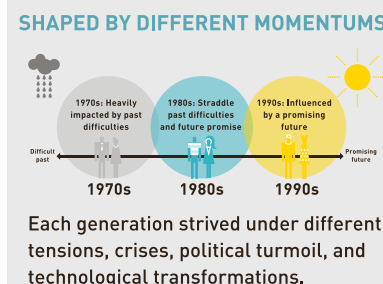 SHAPED BY DIFFERENT MOMENTUMS
1970s: Heavily
impacted by past
difficulties
1980s: Straddle
past difficulties
and future promise
1990s: Influenced
by a promising
future
Difficult
past
Promising
future
1970s
1980s
1990s
Each generation strived under different
tensions, crises, political turmoil, and
technological transformations.